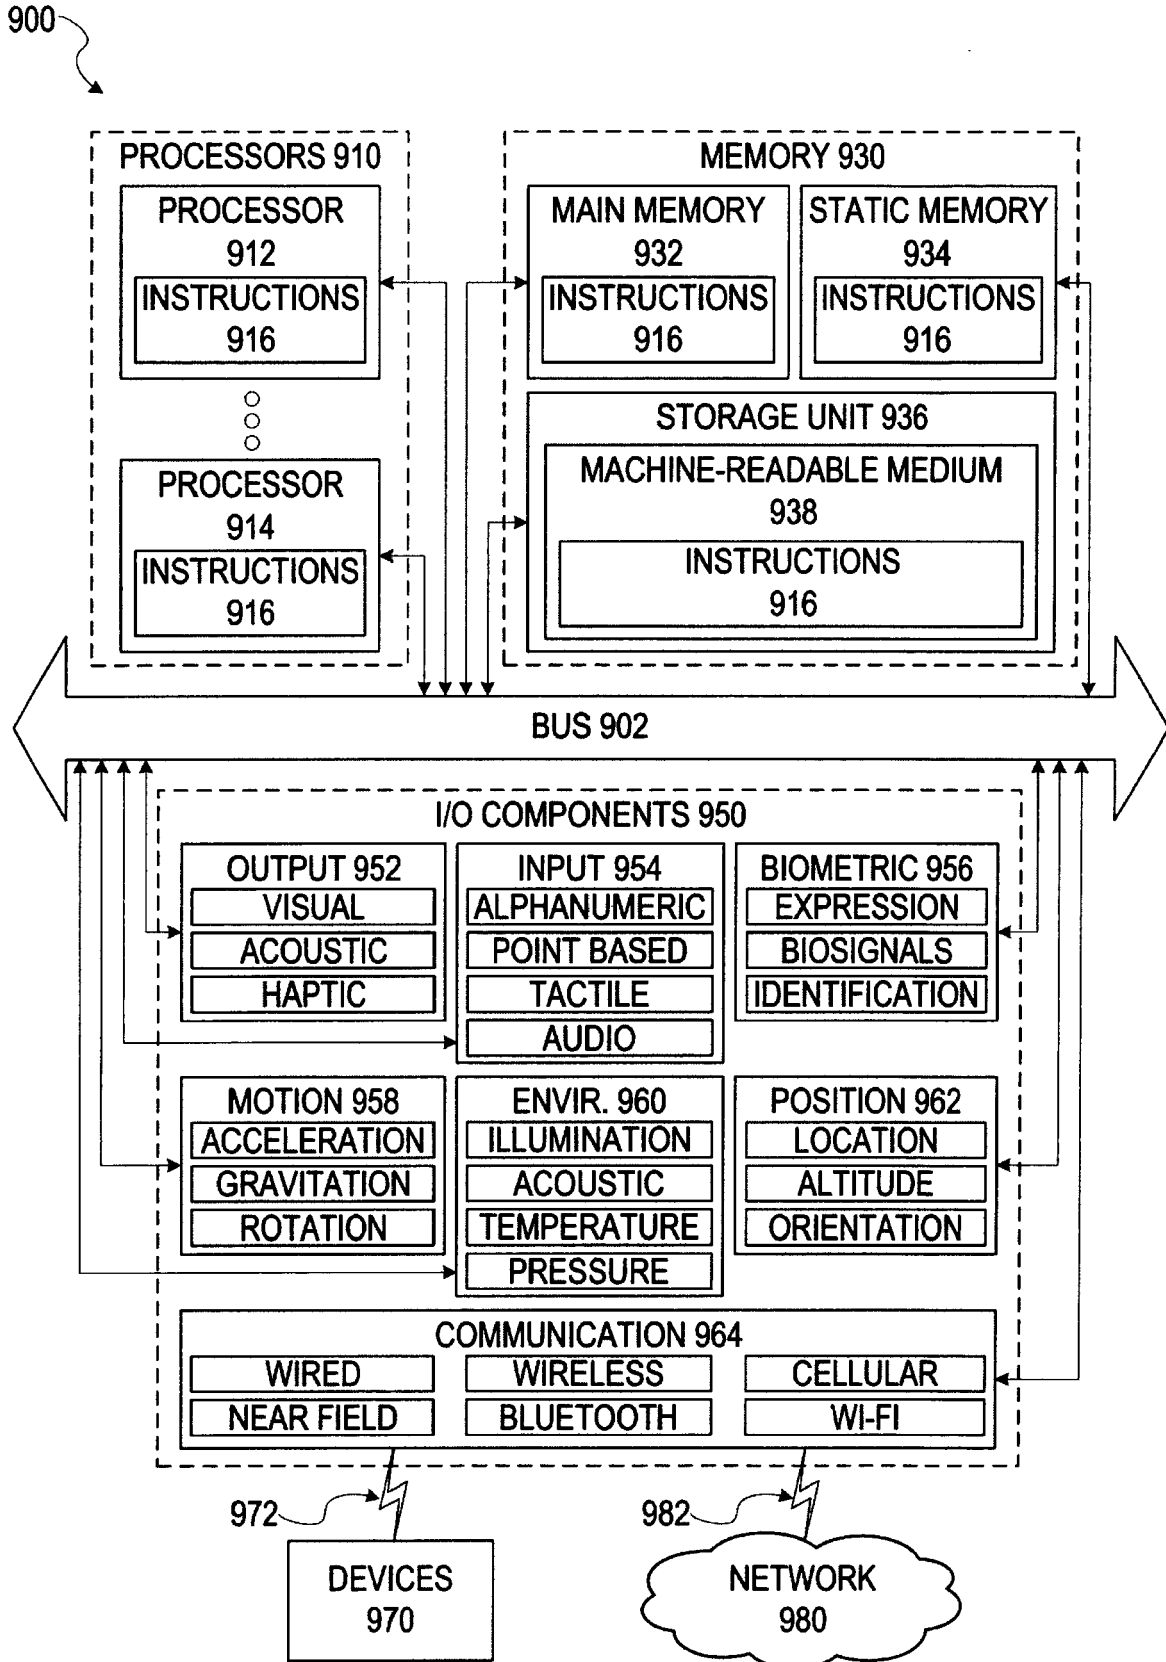 900
PROCESSORS 910
PROCESSOR
912
INSTRUCTIONS
916
PROCESSOR
914
INSTRUCTIONS
916
MEMORY 930
MAIN MEMORY
932
INSTRUCTIONS
916
STATIC MEMORY
934
INSTRUCTIONS
916
STORAGE UNIT 936
MACHINE-READABLE MEDIUM
938
INSTRUCTIONS
916
BUS 902
I/O COMPONENTS 950
OUTPUT 952
VISUAL
ACOUSTIC
HAPTIC
INPUT 954
ALPHANUMERIC
POINT BASED
TACTILE
AUDIO
BIOMETRIC 956
EXPRESSION
BIOSIGNALS
IDENTIFICATION
MOTION 958
ACCELERATION
GRAVITATION
ROTATION
ENVIR. 960
ILLUMINATION
ACOUSTIC
TEMPERATURE
PRESSURE
POSITION 962
LOCATION
ALTITUDE
ORIENTATION
COMMUNICATION 964
WIRED
WIRELESS
CELLULAR
NEAR FIELD
BLUETOOTH
WI-FI
972
982
DEVICES
970
NETWORK
980